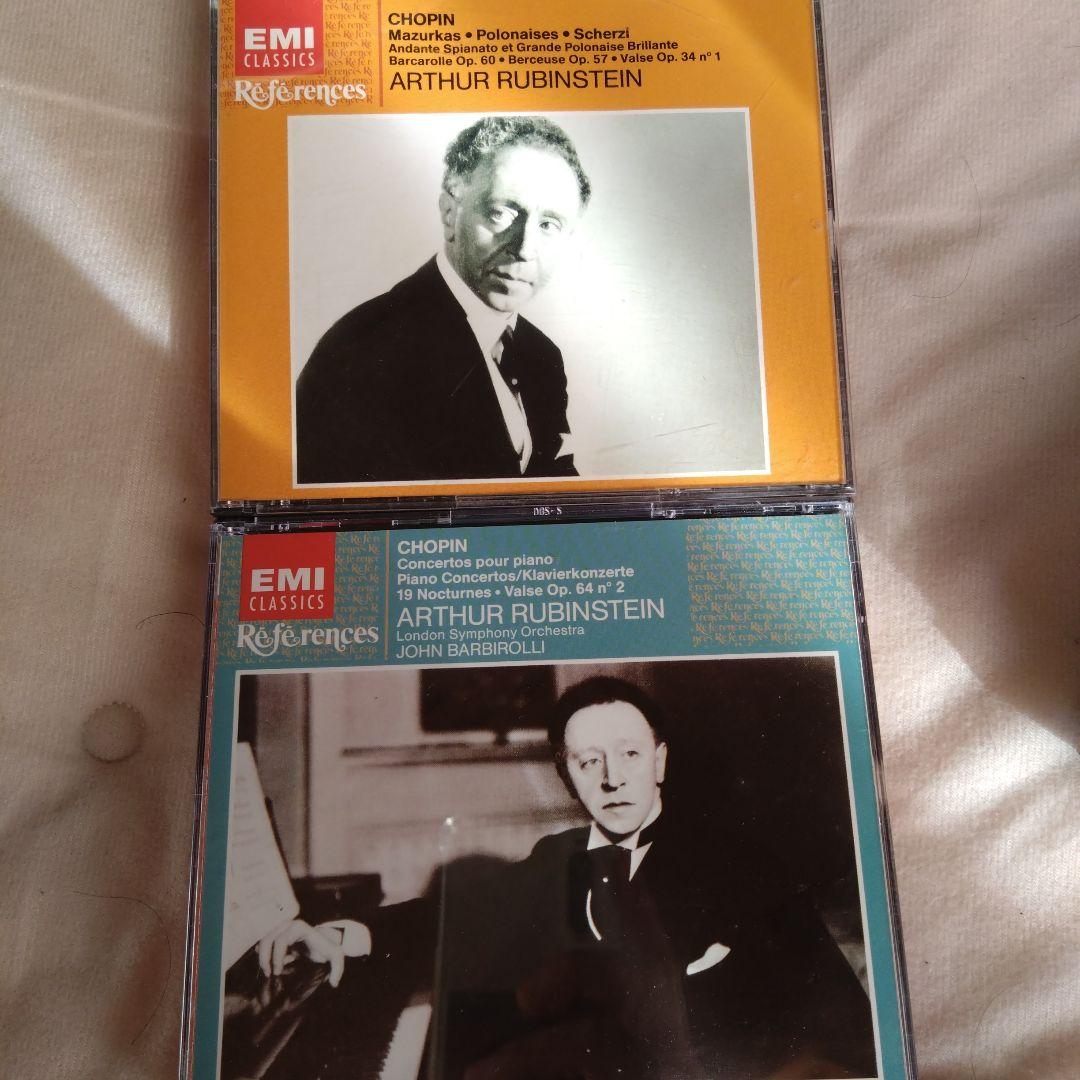 EMI
CLASSICS
Références
CHOPIN
Mazurkas • Polonaises • Scherzi
Andante Spianato et Grande Polonaise Brillante
Barcarolle Op. 60 • Berceuse Op. 57 • Valse Op. 34 n° 1
ARTHUR RUBINSTEIN
DDS-S
EMI
CLASSICS
Références
CHOPIN
Concertos pour piano
Piano Concertos/Klavierkonzerte
19 Nocturnes • Valse Op. 64 n° 2
ARTHUR RUBINSTEIN
London Symphony Orchestra
JOHN BARBIROLLI